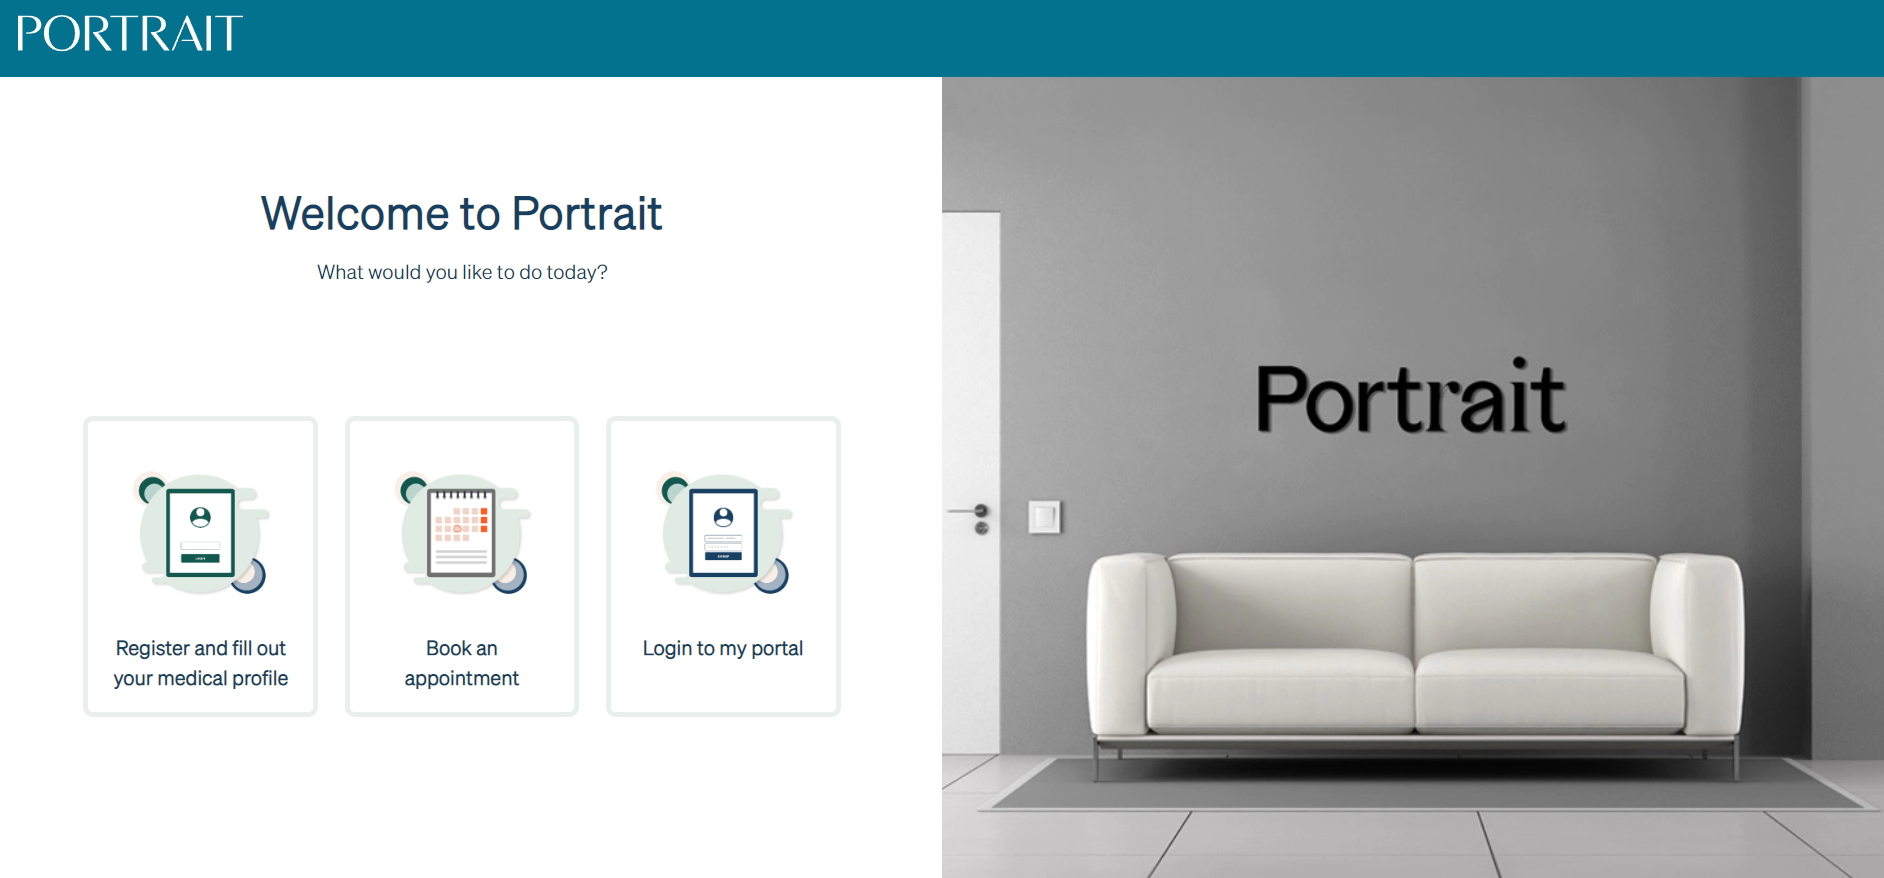 PORTRAIT
Welcome to Portrait
What would you like to do today?
Register and fill out
your medical profile
Book an
appointment
Login to my portal
Portrait